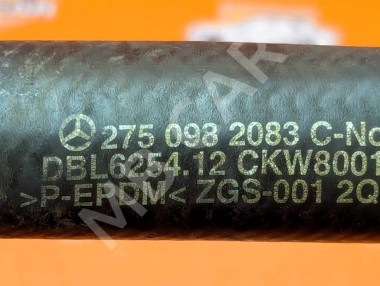 275 098 2083 C-No
DBL6254.12 CKW8001
>P-EPDM< ZGS-001 2Q